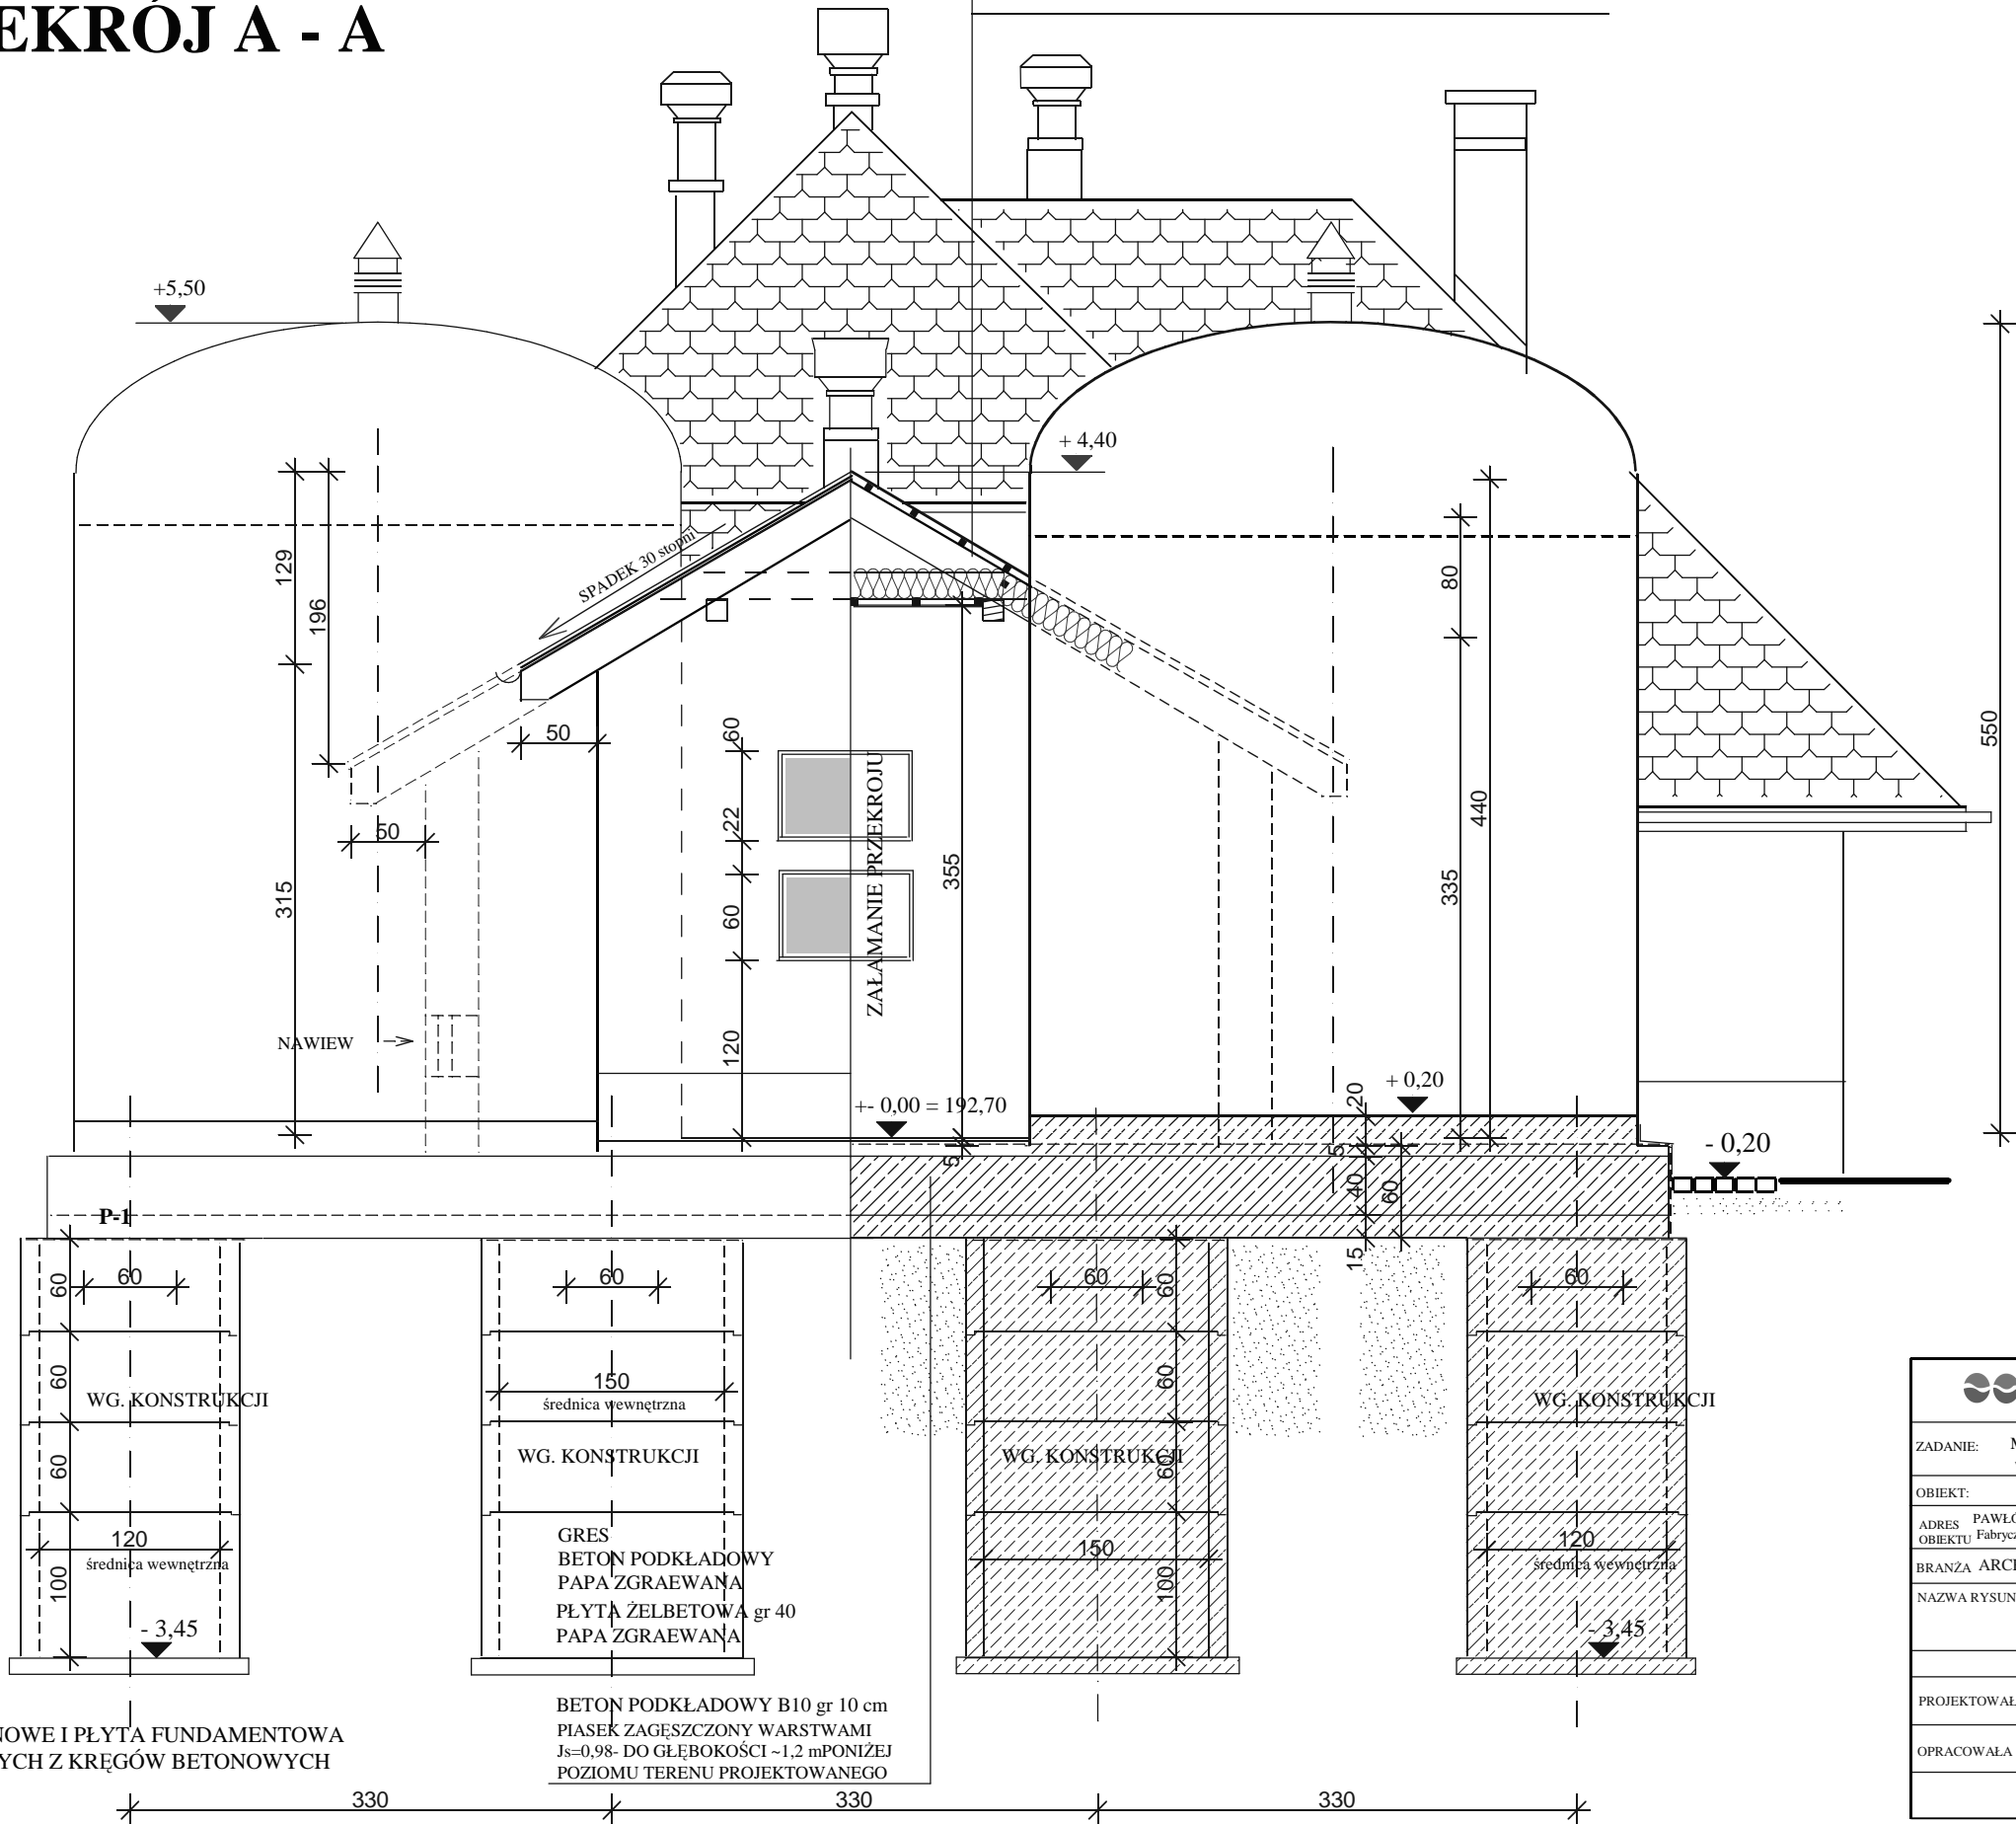 EKRÓJ A - A
+5,50
+ 4,40
SPADEK 30 stopni
129
196
315
50
50
60
22
60
120
ZAŁAMANIE PRZEKROJU
355
80
335
440
550
NAWIEW
+- 0,00 = 192,70
5
20
+ 0,20
5
40
60
15
- 0,20
P-1
60
60
60
60
60
60
60
100
60
60
60
100
WG. KONSTRUKCJI
150
średnica wewnętrzna
WG. KONSTRUKCJI
WG. KONSTRUKCJI
WG. KONSTRUKCJI
120
średnica wewnętrzna
150
120
średnica wewnętrzna
- 3,45
- 3,45
GRES
BETON PODKŁADOWY
PAPA ZGRAEWANA
PŁYTA ŻELBETOWA gr 40
PAPA ZGRAEWANA
BETON PODKŁADOWY B10 gr 10 cm
PIASEK ZAGĘSZCZONY WARSTWAMI
Js=0,98- DO GŁĘBOKOŚCI ~1,2 mPONIŻEJ
POZIOMU TERENU PROJEKTOWANEGO
NOWE I PŁYTA FUNDAMENTOWA
YCH Z KRĘGÓW BETONOWYCH
330
330
330
ZADANIE:
OBIEKT:
ADRES OBIEKTU
PAWŁÓ
Fabrycz
BRANŻA ARCH
NAZWA RYSUN
PROJEKTOWAŁ
OPRACOWAŁA